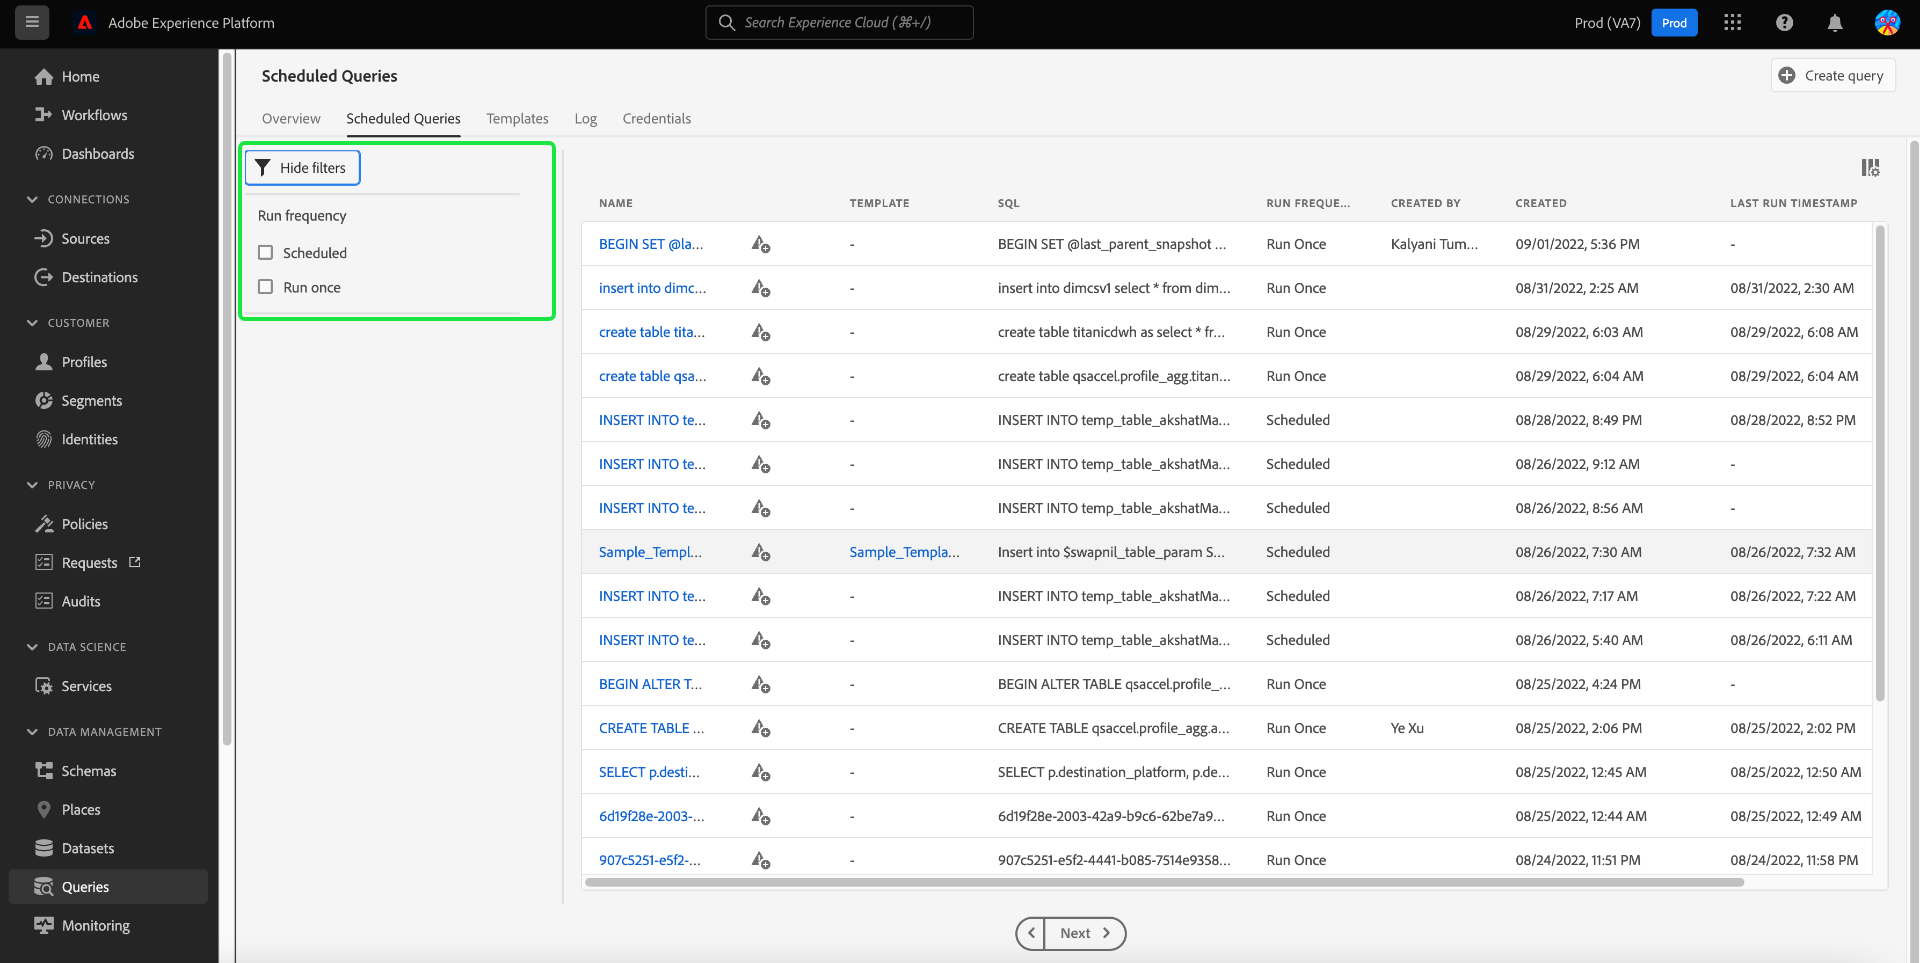 Adobe Experience Platform
Search Experience Cloud (⌘+/)
Prod (VA7)
Prod
Home
Workflows
Dashboards
CONNECTIONS
Sources
Destinations
CUSTOMER
Profiles
Segments
Identities
PRIVACY
Policies
Requests
Audits
DATA SCIENCE
Services
DATA MANAGEMENT
Schemas
Places
Datasets
Queries
Monitoring
Scheduled Queries
Create query
Overview Scheduled Queries Templates Log Credentials
Hide filters
Run frequency
Scheduled
Run once
NAME TEMPLATE SQL RUN FREQUE... CREATED BY CREATED LAST RUN TIMESTAMP
BEGIN SET @la... - BEGIN SET @last_parent_snapshot ... Run Once Kalyani Tum... 09/01/2022, 5:36 PM -
insert into dimc... - insert into dimcsv1 select * from dim... Run Once 08/31/2022, 2:25 AM 08/31/2022, 2:30 AM
create table tita... - create table titanicdwh as select * fr... Run Once 08/29/2022, 6:03 AM 08/29/2022, 6:08 AM
create table qsa... - create table qsaccel.profile_agg.titan... Run Once 08/29/2022, 6:04 AM 08/29/2022, 6:04 AM
INSERT INTO te... - INSERT INTO temp_table_akshatMa... Scheduled 08/28/2022, 8:49 PM 08/28/2022, 8:52 PM
INSERT INTO te... - INSERT INTO temp_table_akshatMa... Scheduled 08/26/2022, 9:12 AM -
INSERT INTO te... - INSERT INTO temp_table_akshatMa... Scheduled 08/26/2022, 8:56 AM -
Sample_Templ... Sample_Templa... Insert into $swapnil_table_param S... Scheduled 08/26/2022, 7:30 AM 08/26/2022, 7:32 AM
INSERT INTO te... - INSERT INTO temp_table_akshatMa... Scheduled 08/26/2022, 7:17 AM 08/26/2022, 7:22 AM
INSERT INTO te... - INSERT INTO temp_table_akshatMa... Scheduled 08/26/2022, 5:40 AM 08/26/2022, 6:11 AM
BEGIN ALTER T... - BEGIN ALTER TABLE qsaccel.profile_... Run Once 08/25/2022, 4:24 PM -
CREATE TABLE ... - CREATE TABLE qsaccel.profile_agg.a... Run Once Ye Xu 08/25/2022, 2:06 PM 08/25/2022, 2:02 PM
SELECT p.desti... - SELECT p.destination_platform, p.de... Run Once 08/25/2022, 12:45 AM 08/25/2022, 12:50 AM
6d19f28e-2003-... - 6d19f28e-2003-42a9-b9c6-62be7a9... Run Once 08/25/2022, 12:44 AM 08/25/2022, 12:49 AM
907c5251-e5f2-... - 907c5251-e5f2-4441-b085-7514e9358... Run Once 08/24/2022, 11:51 PM 08/24/2022, 11:58 PM
Next